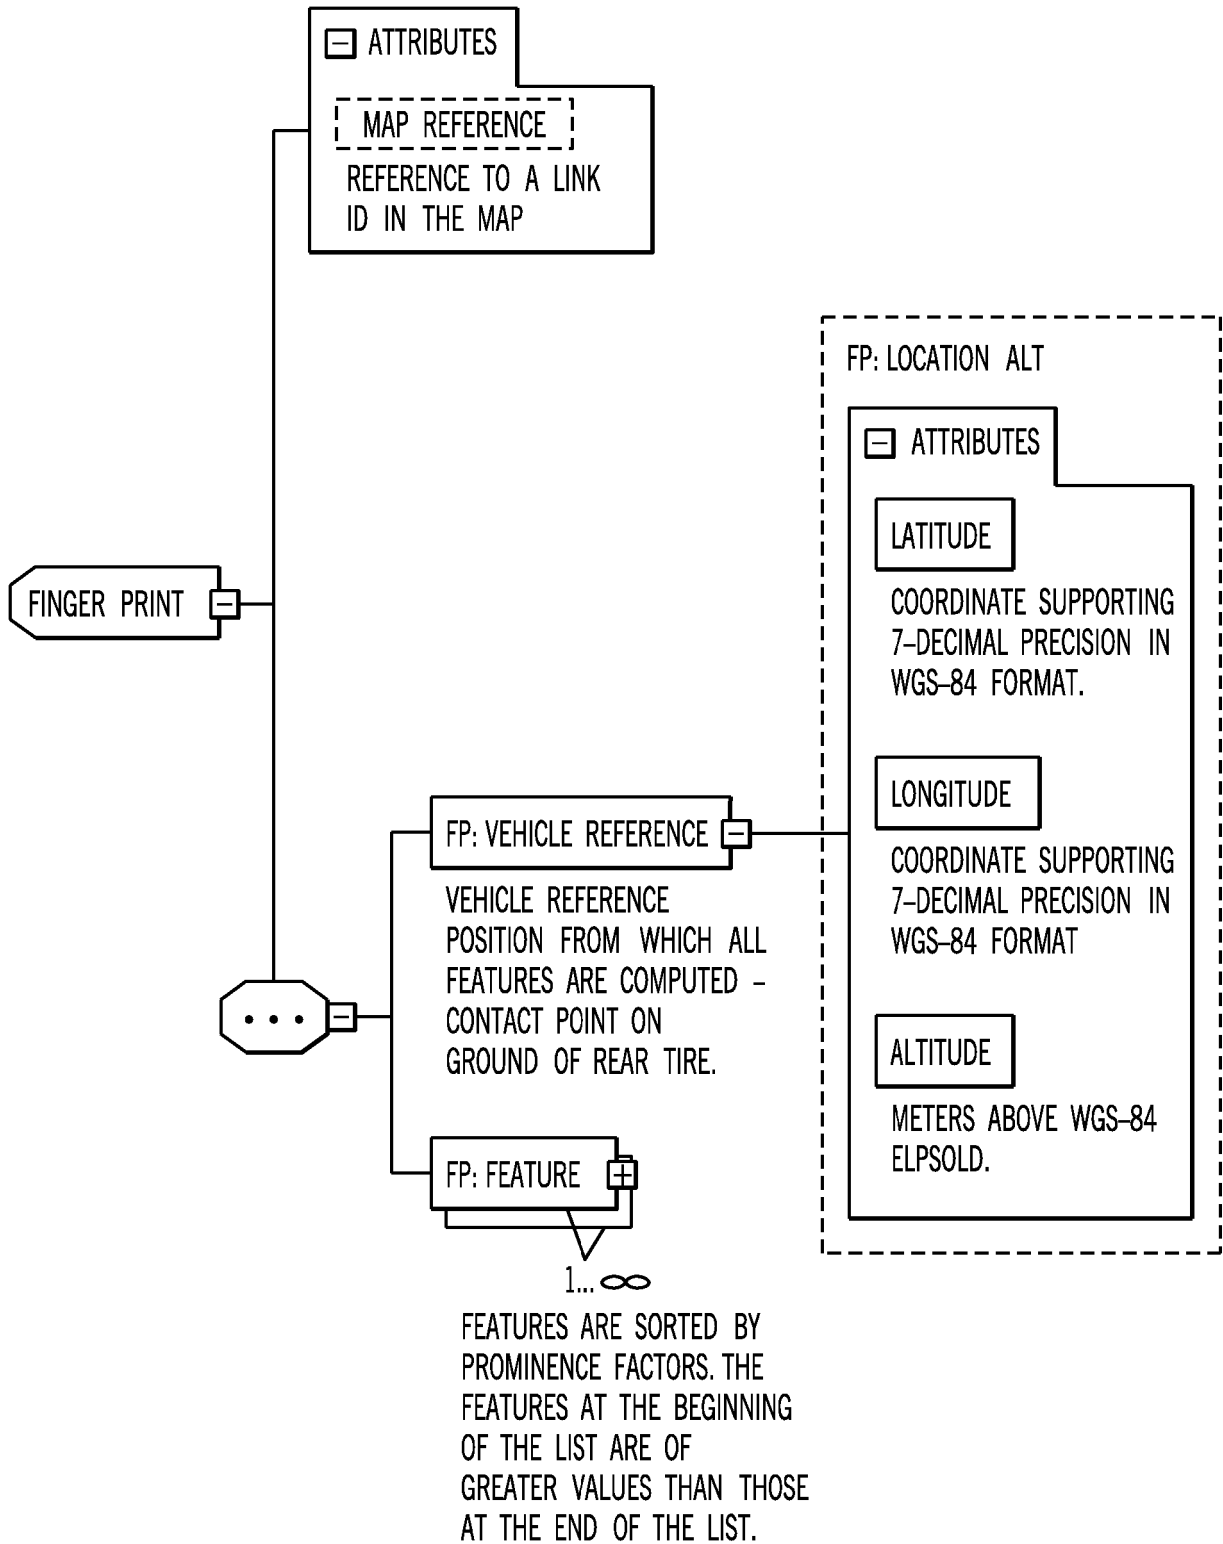 ATTRIBUTES
MAP REFERENCE
REFERENCE TO A LINK
ID IN THE MAP
FINGER PRINT
FP: LOCATION ALT
ATTRIBUTES
LATITUDE
COORDINATE SUPPORTING
7-DECIMAL PRECISION IN
WGS-84 FORMAT.
LONGITUDE
COORDINATE SUPPORTING
7-DECIMAL PRECISION IN
WGS-84 FORMAT
ALTITUDE
METERS ABOVE WGS-84
ELPSOLD.
FP: VEHICLE REFERENCE
VEHICLE REFERENCE
POSITION FROM WHICH ALL
FEATURES ARE COMPUTED -
CONTACT POINT ON
GROUND OF REAR TIRE.
• • •
FP: FEATURE
1... ∞
FEATURES ARE SORTED BY
PROMINENCE FACTORS. THE
FEATURES AT THE BEGINNING
OF THE LIST ARE OF
GREATER VALUES THAN THOSE
AT THE END OF THE LIST.